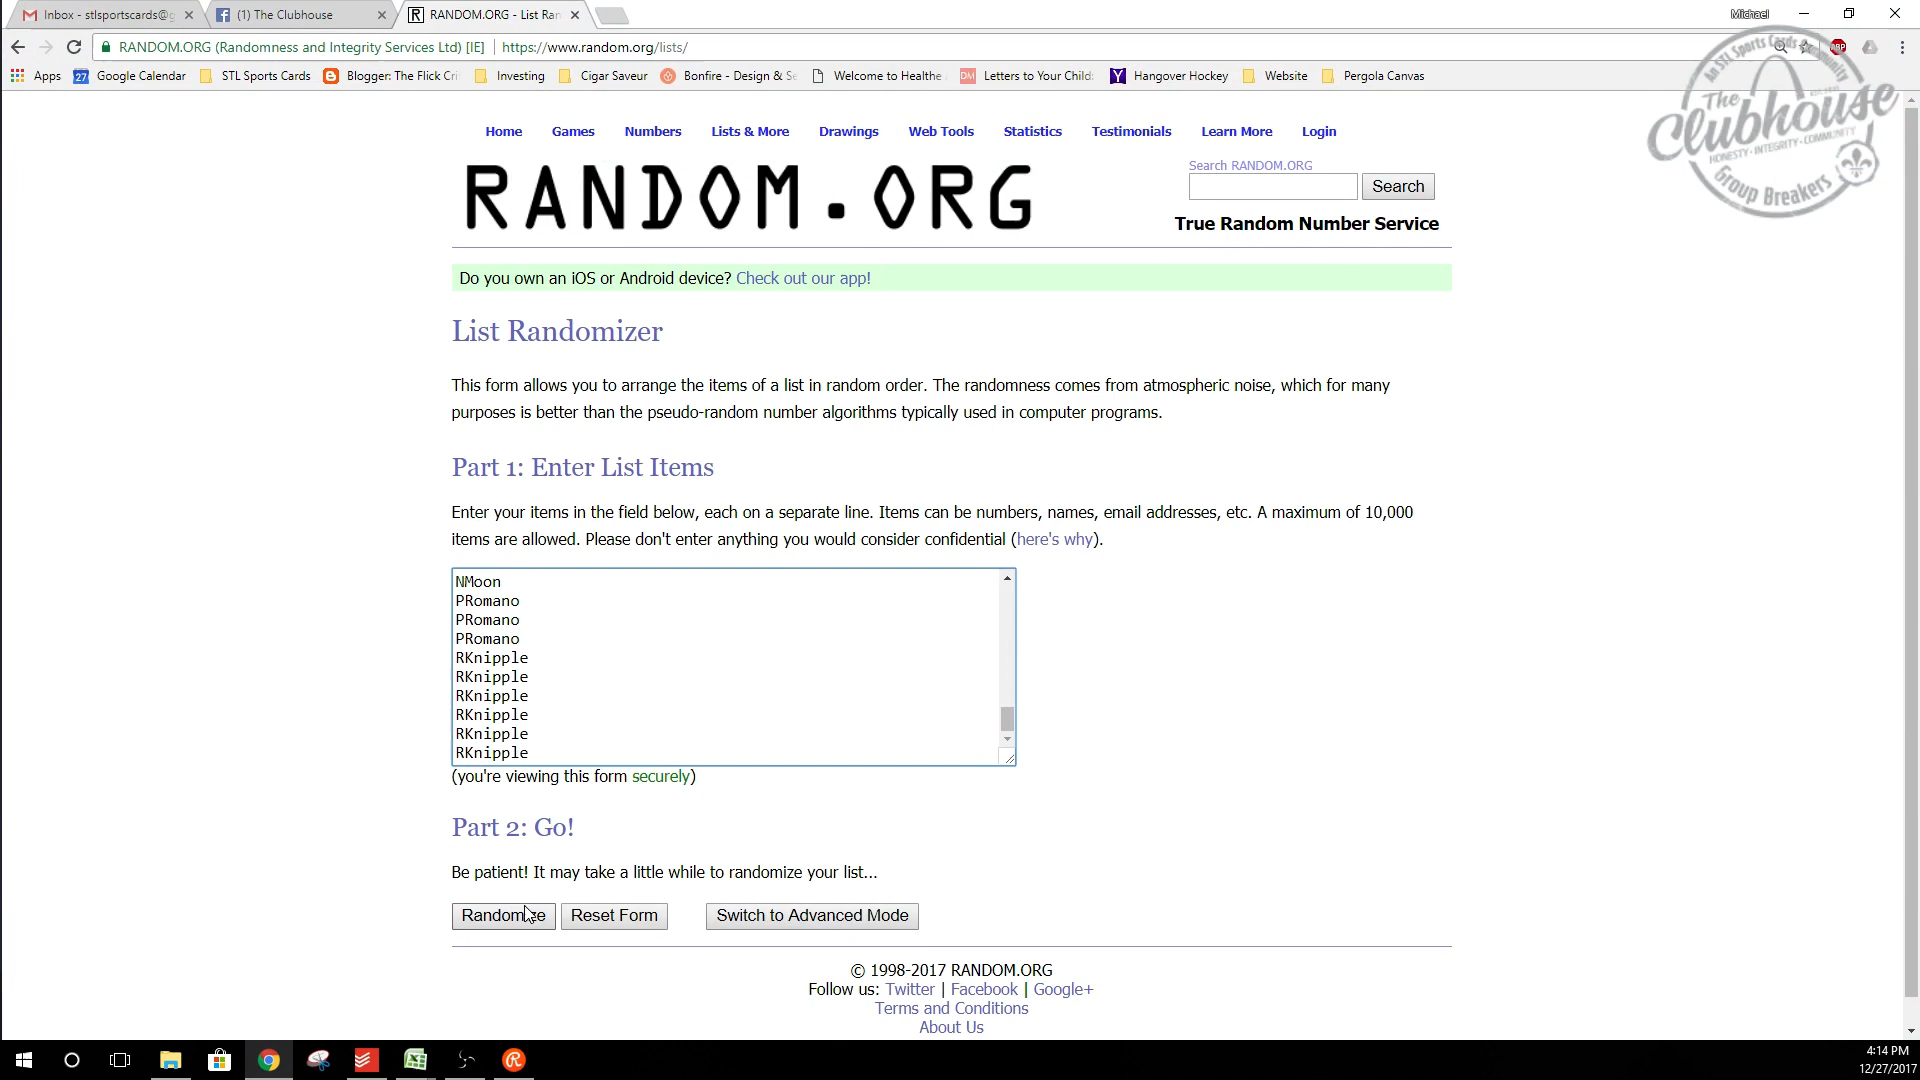 Inbox - stlsportscards@g
(1) The Clubhouse
RANDOM.ORG - List Ran
Michael
RANDOM.ORG (Randomness and Integrity Services Ltd) [IE] https://www.random.org/lists/
Apps
Google Calendar
STL Sports Cards
Blogger: The Flick Cri
Investing
Cigar Saveur
Bonfire - Design & Se
Welcome to Healthe
Letters to Your Child:
Hangover Hockey
Website
Pergola Canvas
An STL Sports Cards Community
The Clubhouse
HONESTY · INTEGRITY · COMMUNITY
Group Breakers
Home Games Numbers Lists & More Drawings Web Tools Statistics Testimonials Learn More Login
RANDOM.ORG
Search RANDOM.ORG
Search
True Random Number Service
Do you own an iOS or Android device? Check out our app!
List Randomizer
This form allows you to arrange the items of a list in random order. The randomness comes from atmospheric noise, which for many
purposes is better than the pseudo-random number algorithms typically used in computer programs.
Part 1: Enter List Items
Enter your items in the field below, each on a separate line. Items can be numbers, names, email addresses, etc. A maximum of 10,000
items are allowed. Please don't enter anything you would consider confidential (here's why).
NMoon
PRomano
PRomano
PRomano
RKnipple
RKnipple
RKnipple
RKnipple
RKnipple
RKnipple
(you're viewing this form securely)
Part 2: Go!
Be patient! It may take a little while to randomize your list...
Randomize Reset Form Switch to Advanced Mode
© 1998-2017 RANDOM.ORG
Follow us: Twitter | Facebook | Google+
Terms and Conditions
About Us
4:14 PM
12/27/2017